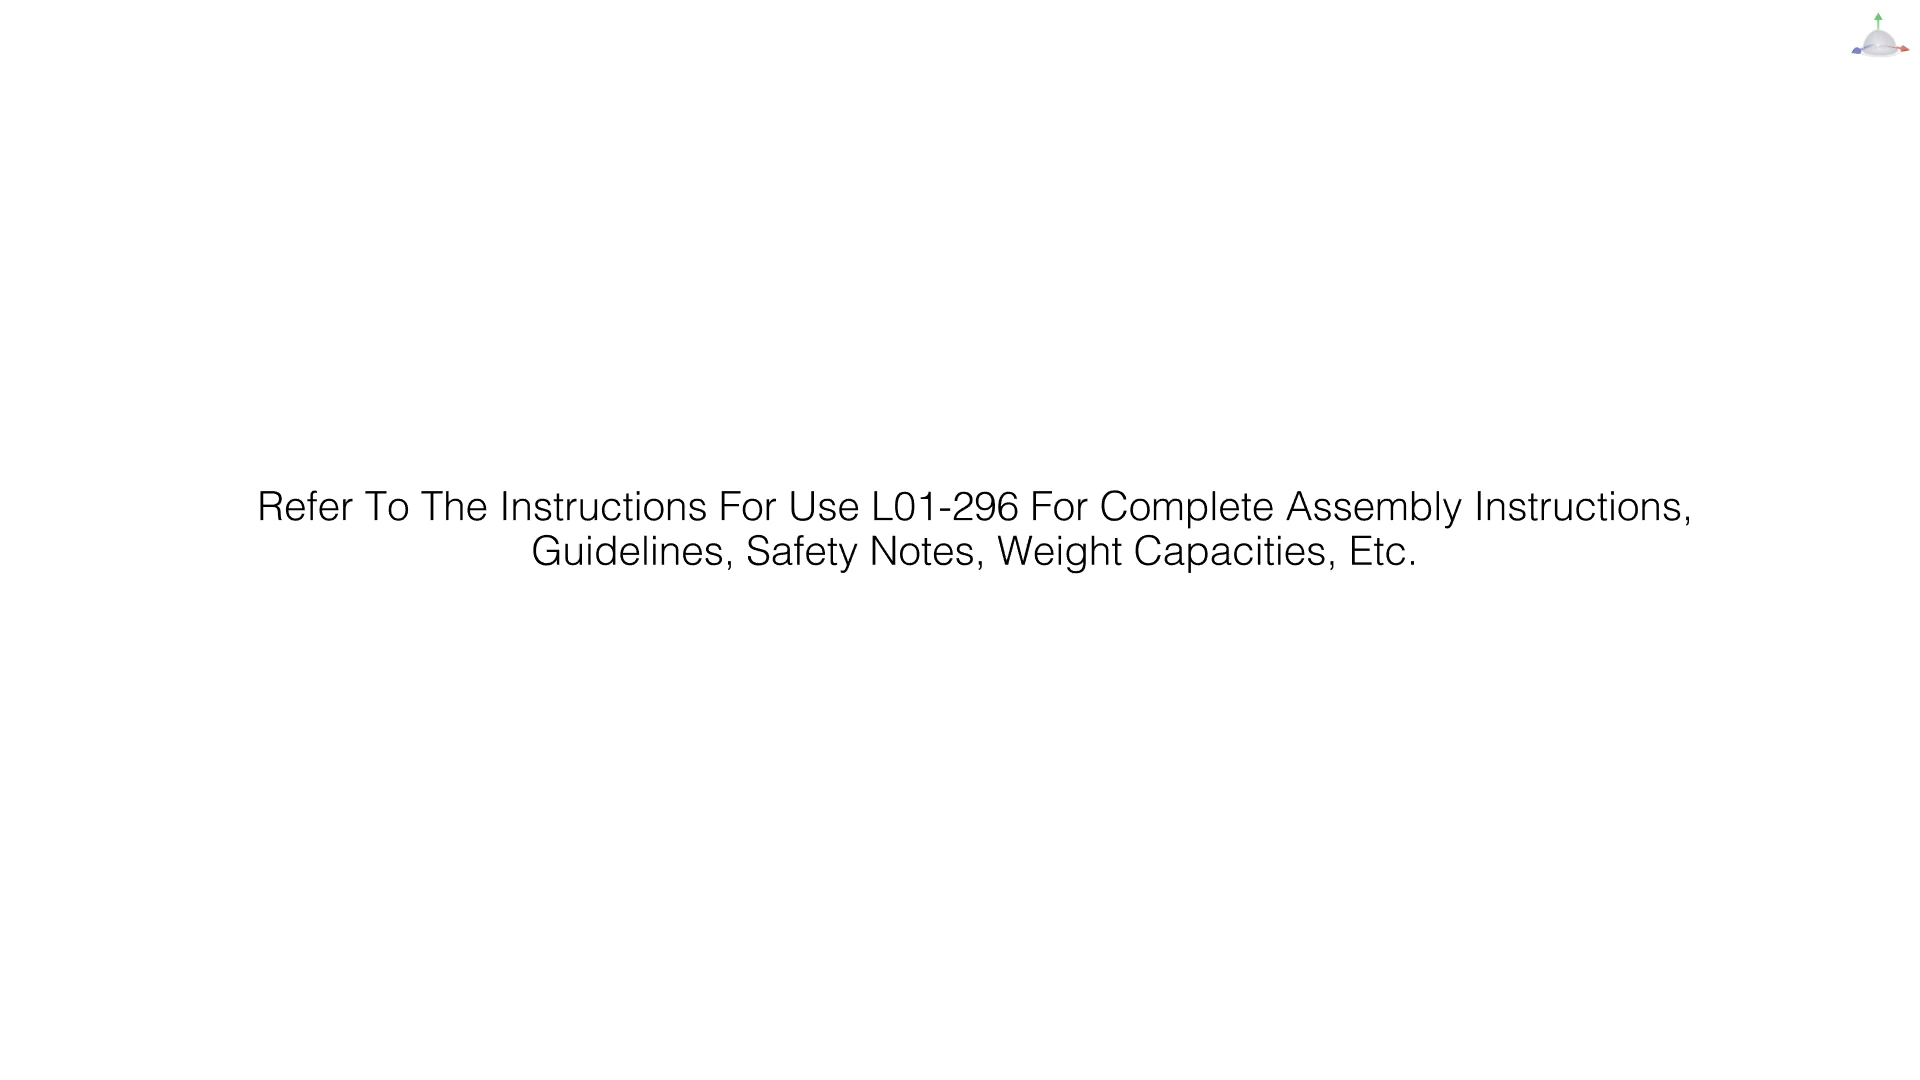 Refer To The Instructions For Use L01-296 For Complete Assembly Instructions,
Guidelines, Safety Notes, Weight Capacities, Etc.